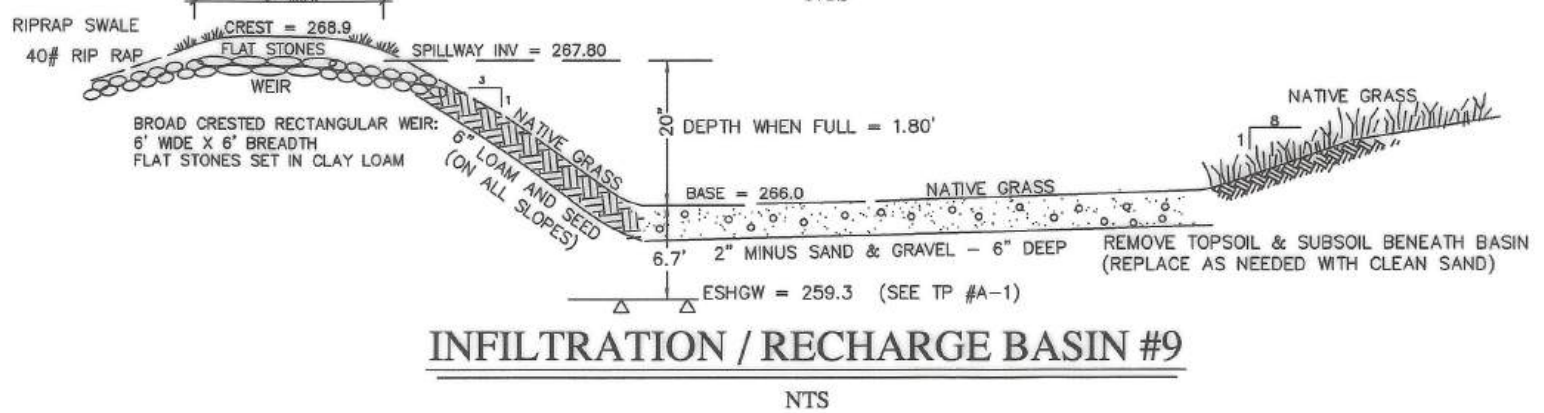 RIPRAP SWALE
40# RIP RAP
CREST = 268.9
FLAT STONES
WEIR
SPILLWAY INV = 267.80
BROAD CRESTED RECTANGULAR WEIR:
6' WIDE X 6' BREADTH
FLAT STONES SET IN CLAY LOAM
3
1
NATIVE GRASS
6" LOAM AND SEED
(ON ALL SLOPES)
20"
DEPTH WHEN FULL = 1.80'
BASE = 266.0
NATIVE GRASS
NATIVE GRASS
8
1
6.7'
2" MINUS SAND & GRAVEL - 6" DEEP
REMOVE TOPSOIL & SUBSOIL BENEATH BASIN
(REPLACE AS NEEDED WITH CLEAN SAND)
ESHGW = 259.3 (SEE TP #A-1)
INFILTRATION / RECHARGE BASIN #9
NTS